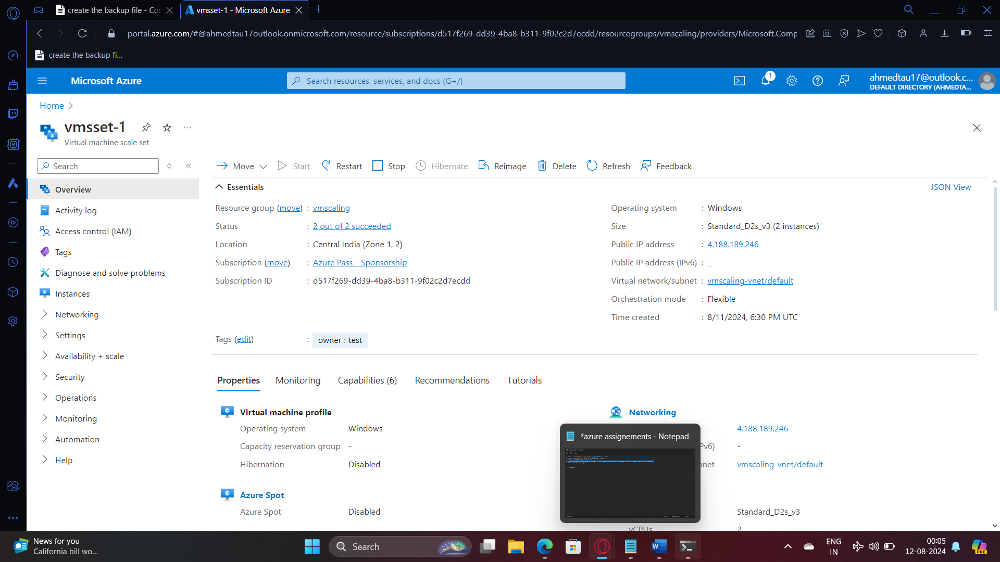 create the backup file - Coc
vmsset-1 - Microsoft Azure
portal.azure.com/#@ahmedtau17outlook.onmicrosoft.com/resource/subscriptions/d517f269-dd39-4ba8-b311-9f02c2d7ecdd/resourcegroups/vmscaling/providers/Microsoft.Comp
create the backup fi...
Microsoft Azure
Search resources, services, and docs (G+/)
1
ahmedtau17@outlook.c...
DEFAULT DIRECTORY (AHMEDTA...
Home
vmsset-1
...
Virtual machine scale set
Search
Move
Start
Restart
Stop
Hibernate
Reimage
Delete
Refresh
Feedback
Overview
Activity log
Access control (IAM)
Tags
Diagnose and solve problems
Instances
Networking
Settings
Availability + scale
Security
Operations
Monitoring
Automation
Help
Essentials
JSON View
Resource group (move) : vmscaling
Status : 2 out of 2 succeeded
Location : Central India (Zone 1, 2)
Subscription (move) : Azure Pass - Sponsorship
Subscription ID : d517f269-dd39-4ba8-b311-9f02c2d7ecdd
Operating system : Windows
Size : Standard_D2s_v3 (2 instances)
Public IP address : 4.188.189.246
Public IP address (IPv6) : -
Virtual network/subnet : vmscaling-vnet/default
Orchestration mode : Flexible
Time created : 8/11/2024, 6:30 PM UTC
Tags (edit) : owner : test
Properties
Monitoring
Capabilities (6)
Recommendations
Tutorials
Virtual machine profile
Operating system Windows
Capacity reservation group -
Hibernation Disabled
Azure Spot
Azure Spot Disabled
Networking
4.188.189.246
Pv6) -
onet vmscaling-vnet/default
Standard_D2s_v3
vCPUs 2
*azure assignements - Notepad
News for you
California bill wo...
Search
ENG
IN
00:05
12-08-2024
PRE